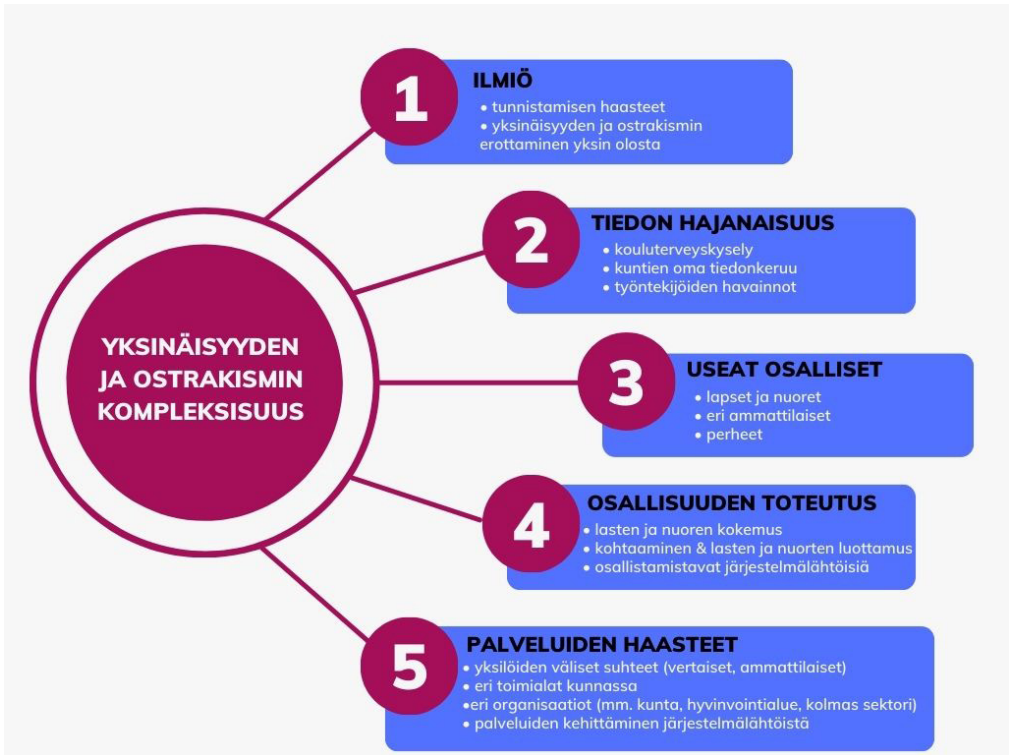 YKSINÄISYYDEN
JA OSTRAKISMIN
KOMPLEKSISUUS
1
ILMIÖ
• tunnistamisen haasteet
• yksinäisyyden ja ostrakismin
erottaminen yksin olosta
2
TIEDON HAJANAISUUS
• kouluterveyskysely
• kuntien oma tiedonkeruu
• työntekijöiden havainnot
3
USEAT OSALLISET
• lapset ja nuoret
• eri ammattilaiset
• perheet
4
OSALLISUUDEN TOTEUTUS
• lasten ja nuoren kokemus
• kohtaaminen & lasten ja nuorten luottamus
• osallistamistavat järjestelmälähtöisiä
5
PALVELUIDEN HAASTEET
• yksilöiden väliset suhteet (vertaiset, ammattilaiset)
• eri toimialat kunnassa
•eri organisaatiot (mm. kunta, hyvinvointialue, kolmas sektori)
• palveluiden kehittäminen järjestelmälähtöistä